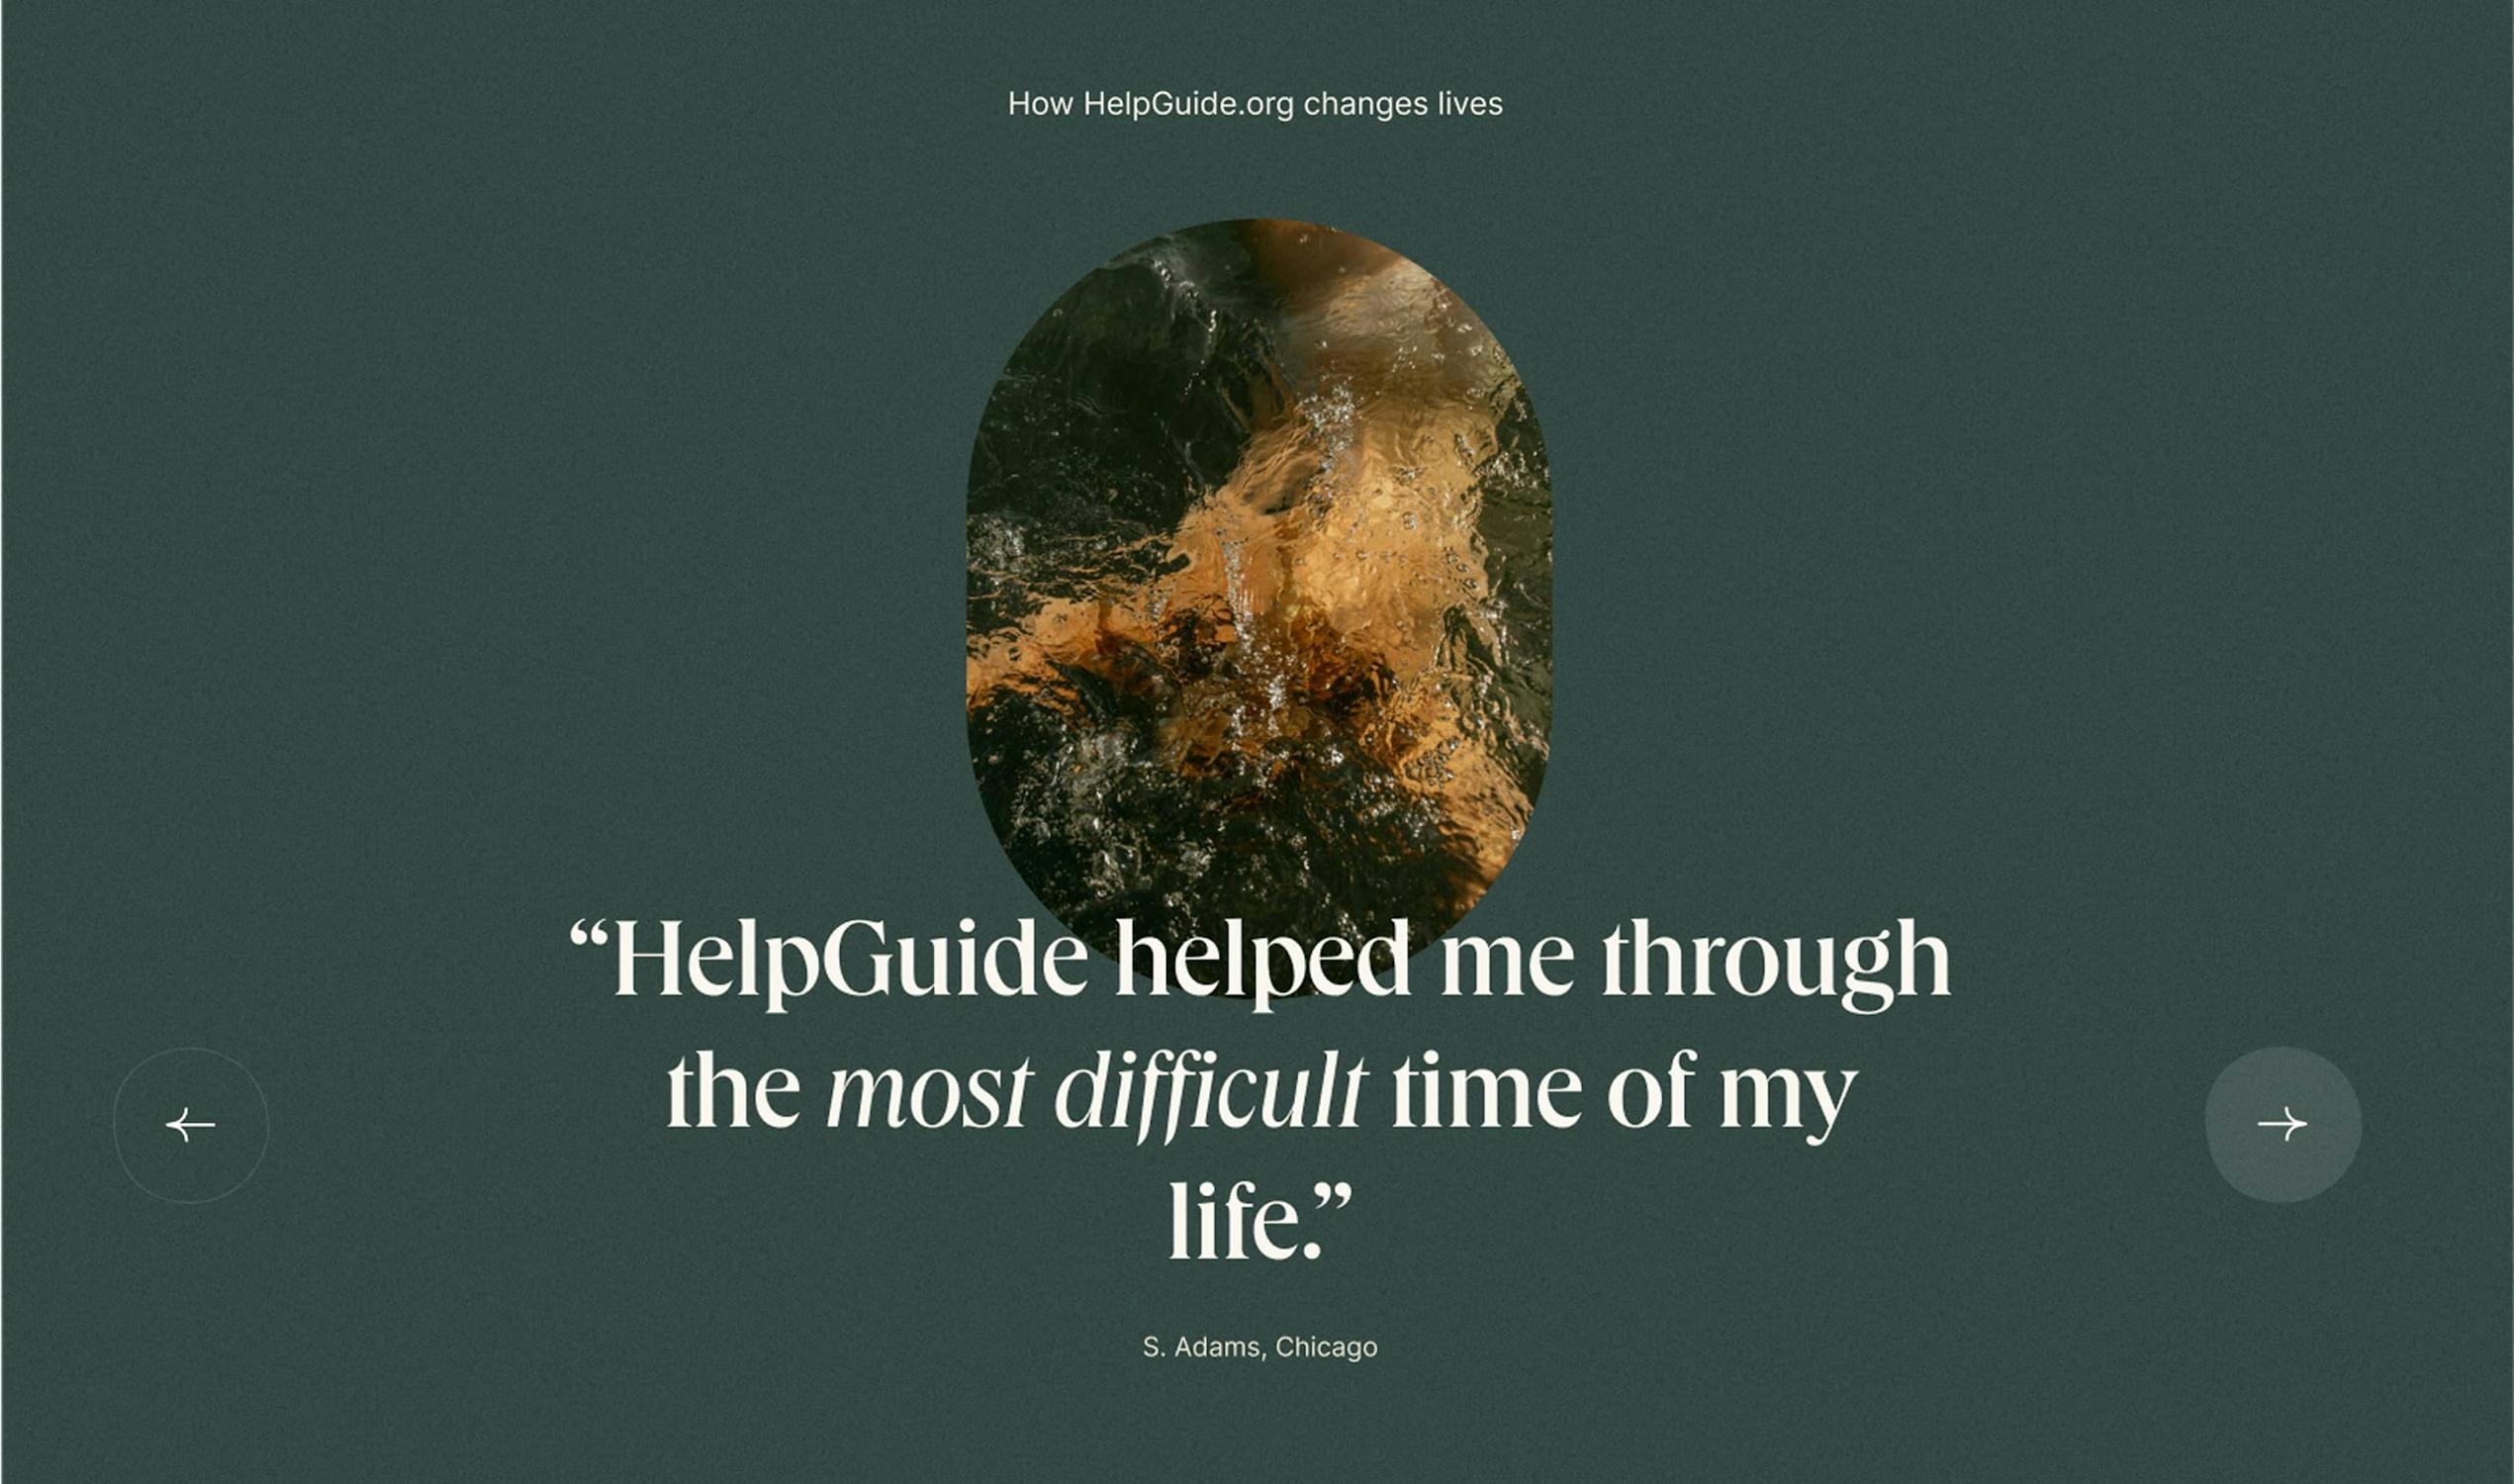 How HelpGuide.org changes lives
“HelpGuide helped me through
the most difficult time of my
life.”
S. Adams, Chicago